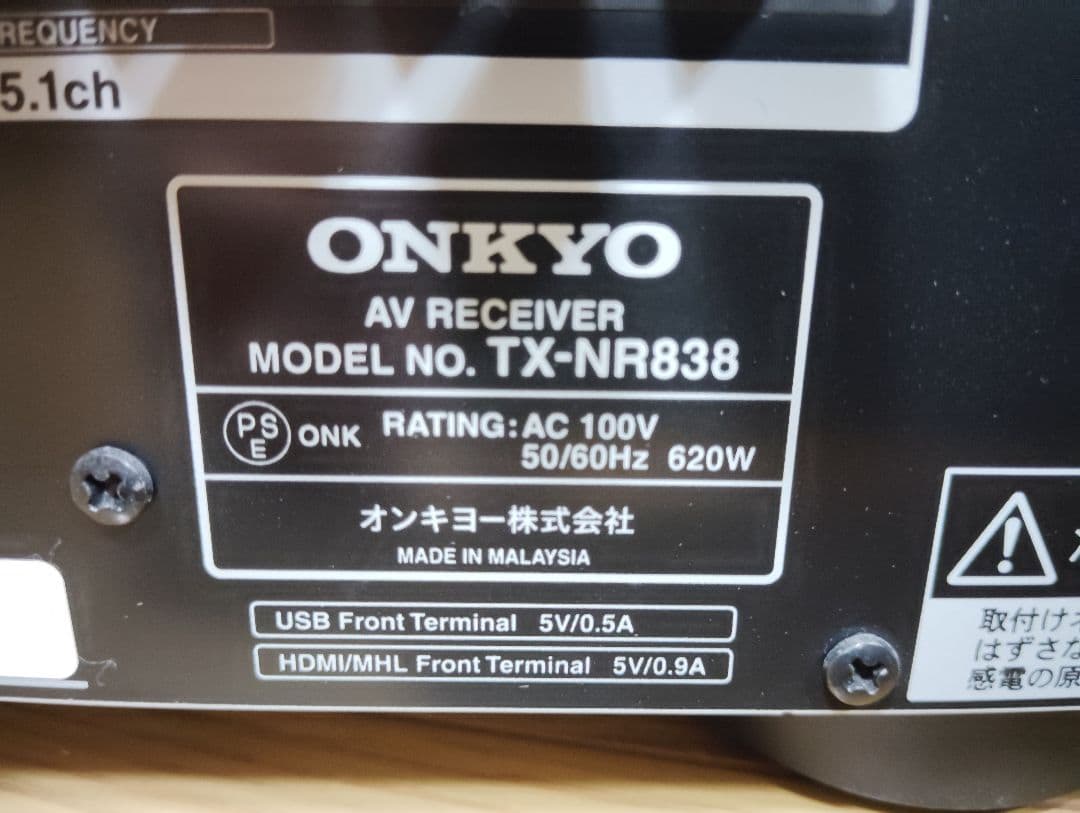 REQUENCY
5.1ch
ONKYO
AV RECEIVER
MODEL NO. TX-NR838
PSE ONK RATING: AC 100V
50/60Hz 620W
オンキヨー株式会社
MADE IN MALAYSIA
USB Front Terminal 5V/0.5A
HDMI/MHL Front Terminal 5V/0.9A
取付け
はずさな
感電の原